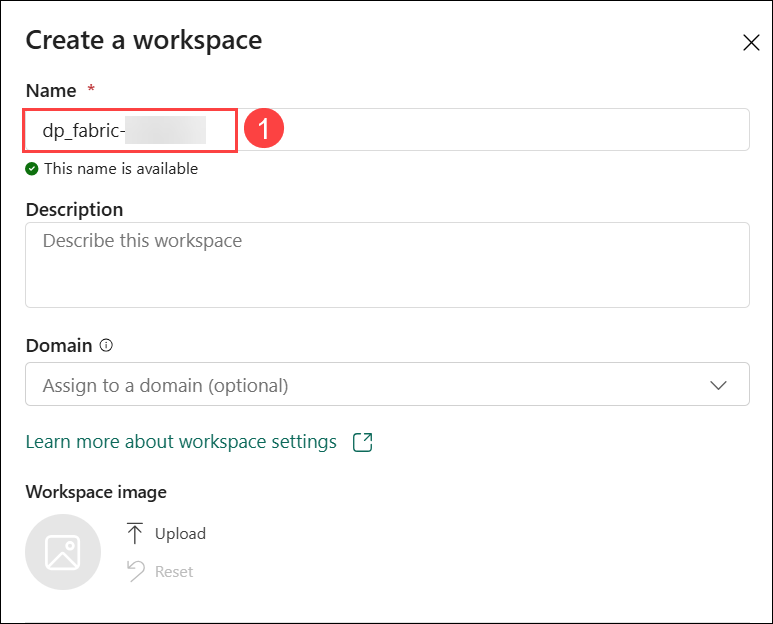 Create a workspace
Name *
dp_fabric-
1
This name is available
Description
Describe this workspace
Domain
Assign to a domain (optional)
Learn more about workspace settings
Workspace image
Upload
Reset